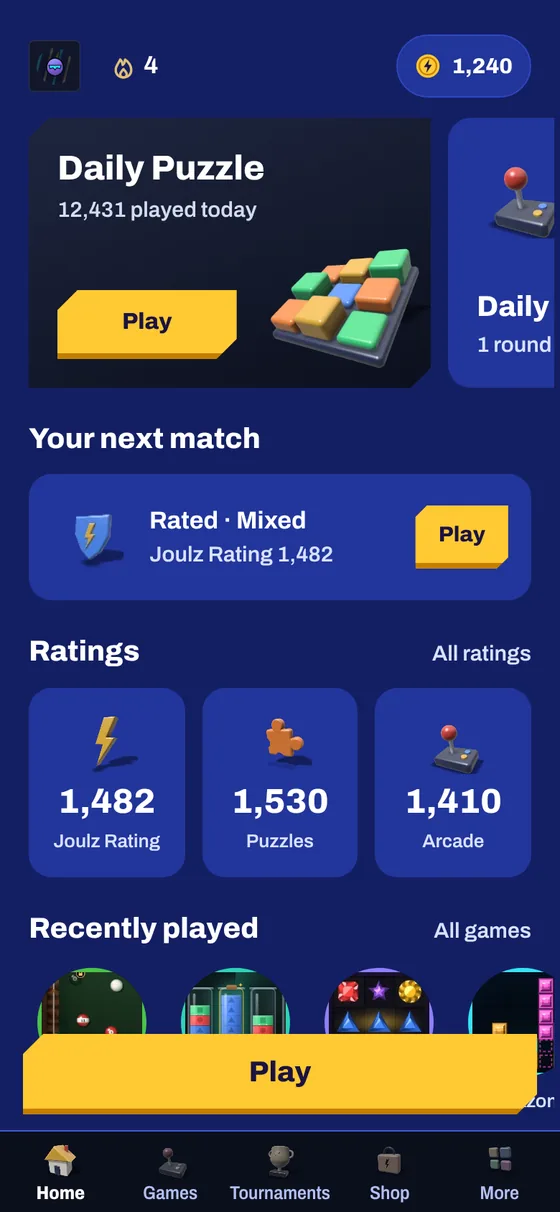 4
1,240
Daily Puzzle
12,431 played today
Play
Daily
1 round
Your next match
Rated · Mixed
Joulz Rating 1,482
Play
Ratings
All ratings
1,482
Joulz Rating
1,530
Puzzles
1,410
Arcade
Recently played
All games
Play
Home
Games
Tournaments
Shop
More